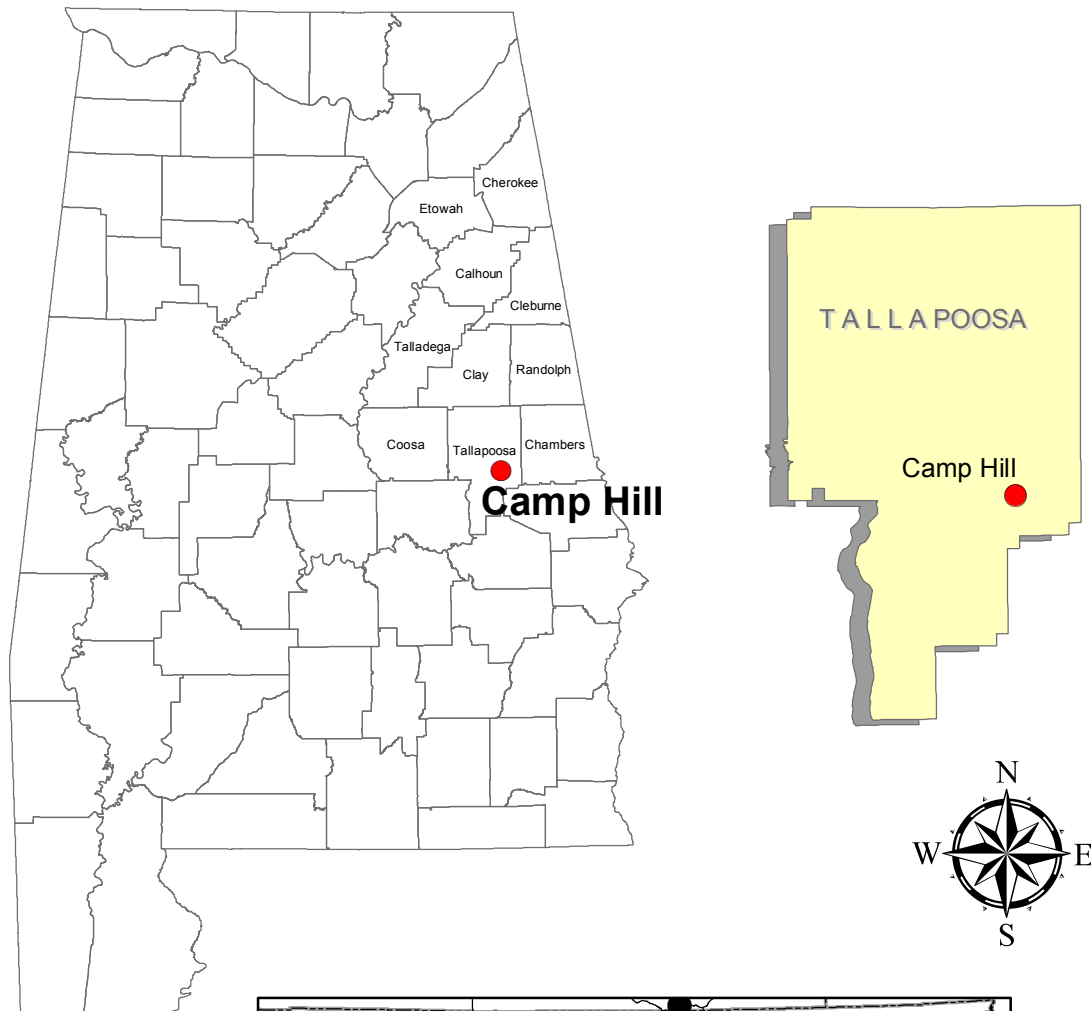 Cherokee
Etowah
Calhoun
Cleburne
Talladega
Clay
Randolph
Coosa
Tallapoosa
Chambers
Camp Hill
TALLAPOOSA
Camp Hill
N
W
E
S